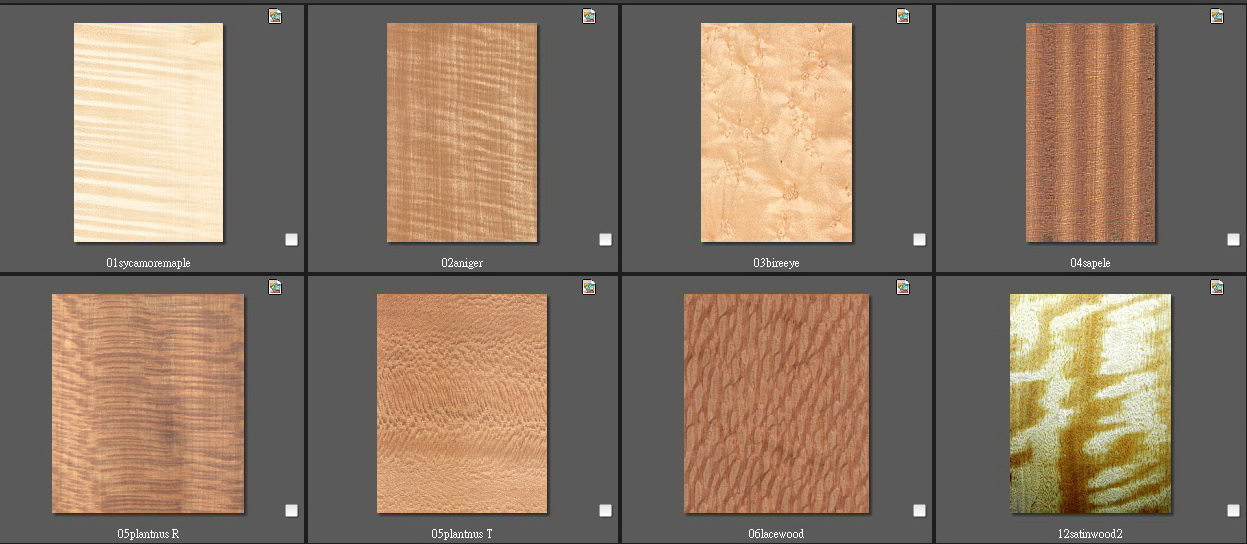 01sycamoremaple
02aniger
03bireeye
04sapele
05plantnus R
05plantnus T
06lacewood
12satinwood2